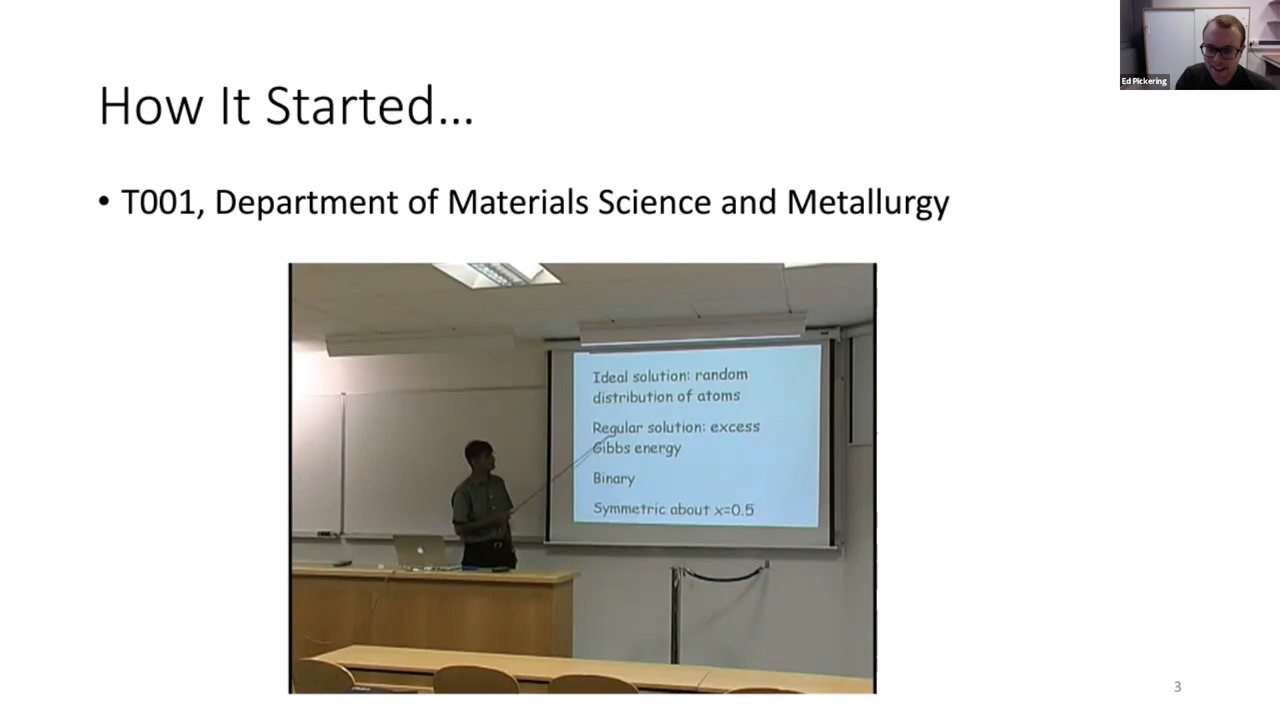 Ed Pickering
How It Started...
• T001, Department of Materials Science and Metallurgy
Ideal solution: random
distribution of atoms
Regular solution: excess
Gibbs energy
Binary
Symmetric about x=0.5
3